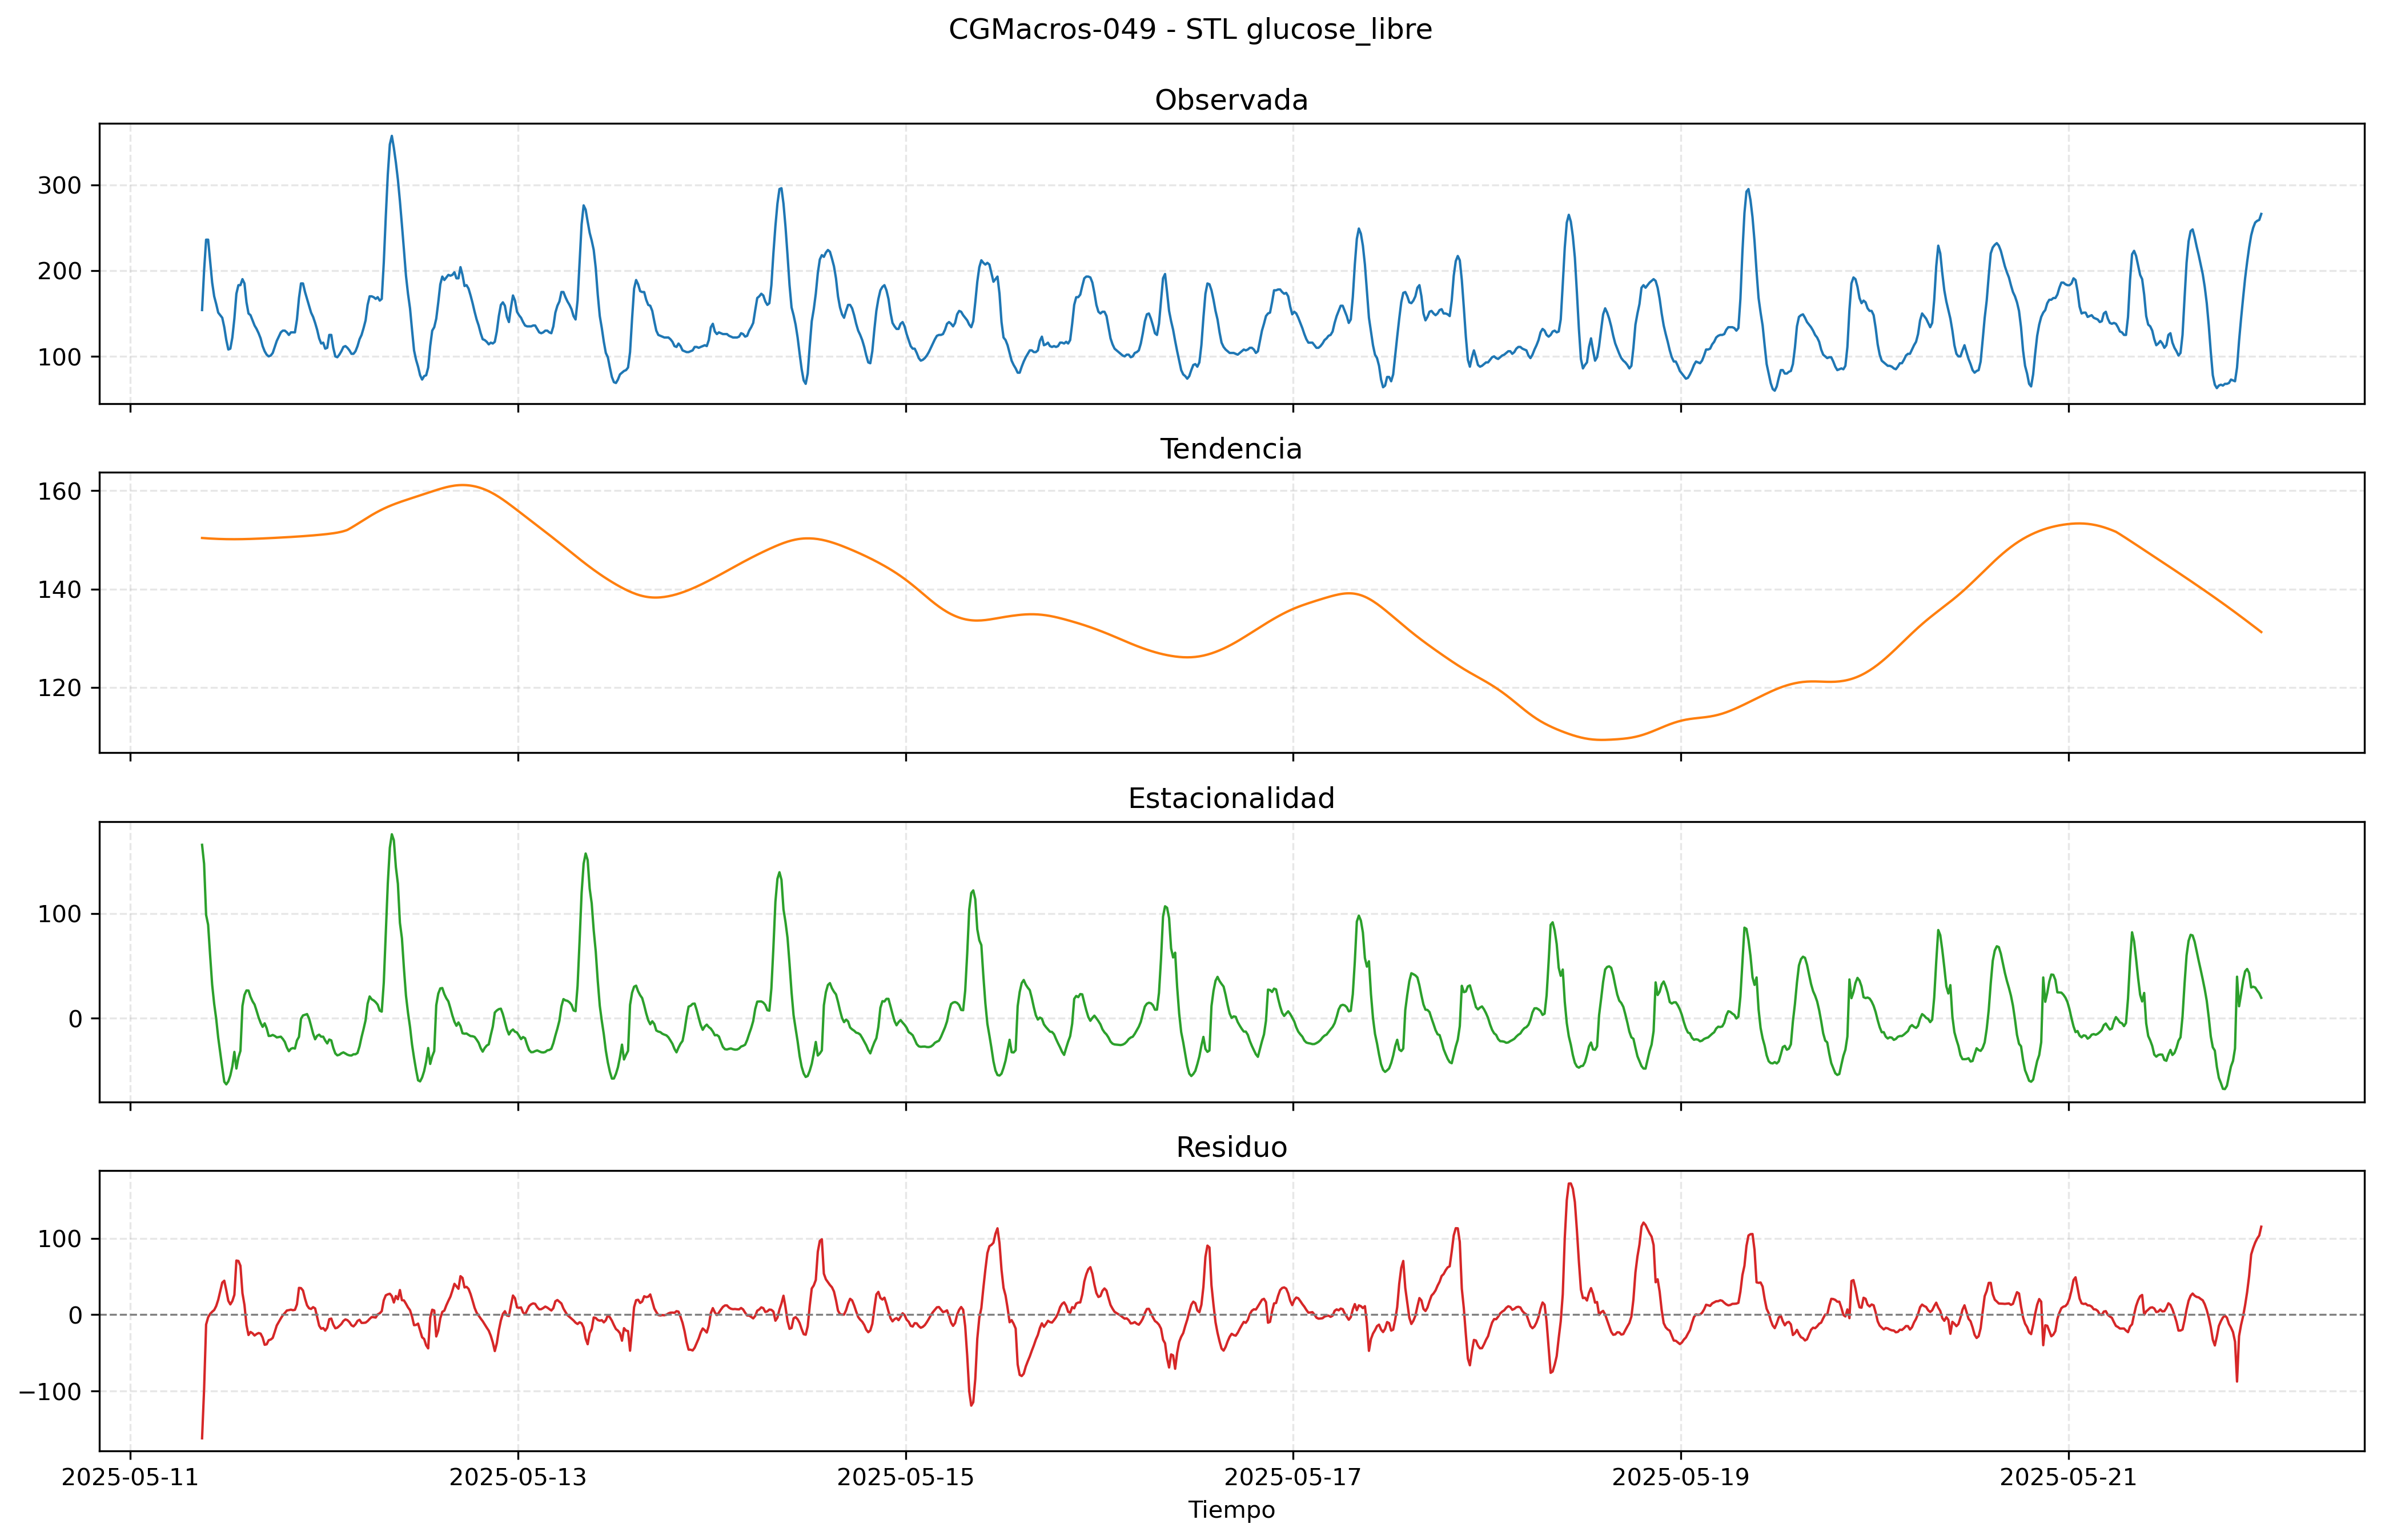 CGMacros-049 - STL glucose_libre
Observada
300
200
100
Tendencia
160
140
120
Estacionalidad
100
0
Residuo
100
0
−100
2025-05-11 2025-05-13 2025-05-15 2025-05-17 2025-05-19 2025-05-21
Tiempo